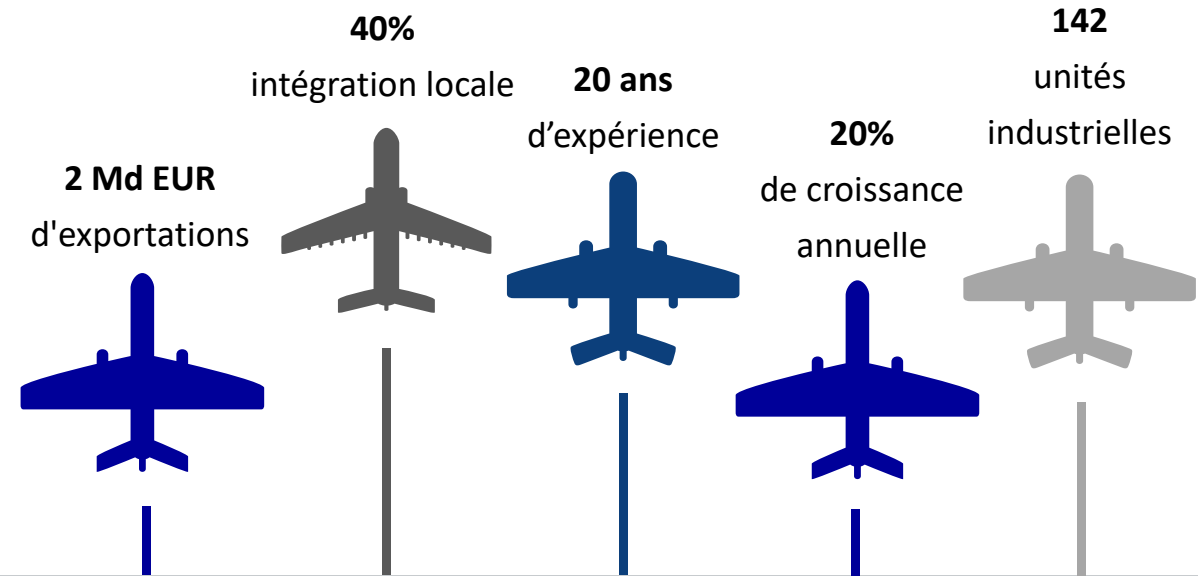 2 Md EUR
d'exportations
40%
intégration locale
20 ans
d’expérience
20%
de croissance
annuelle
142
unités
industrielles